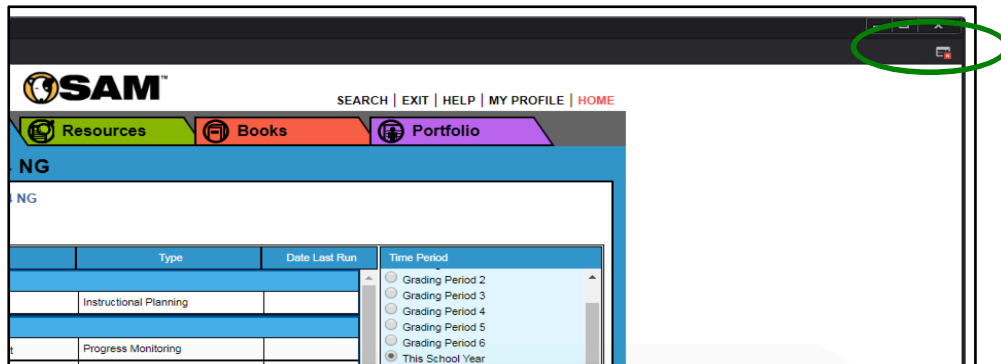 SAM™
SEARCH | EXIT | HELP | MY PROFILE | HOME
Resources Books Portfolio
NG
NG
Type Date Last Run Time Period
Grading Period 2
Instructional Planning Grading Period 3
Grading Period 4
Grading Period 5
Grading Period 6
Progress Monitoring This School Year